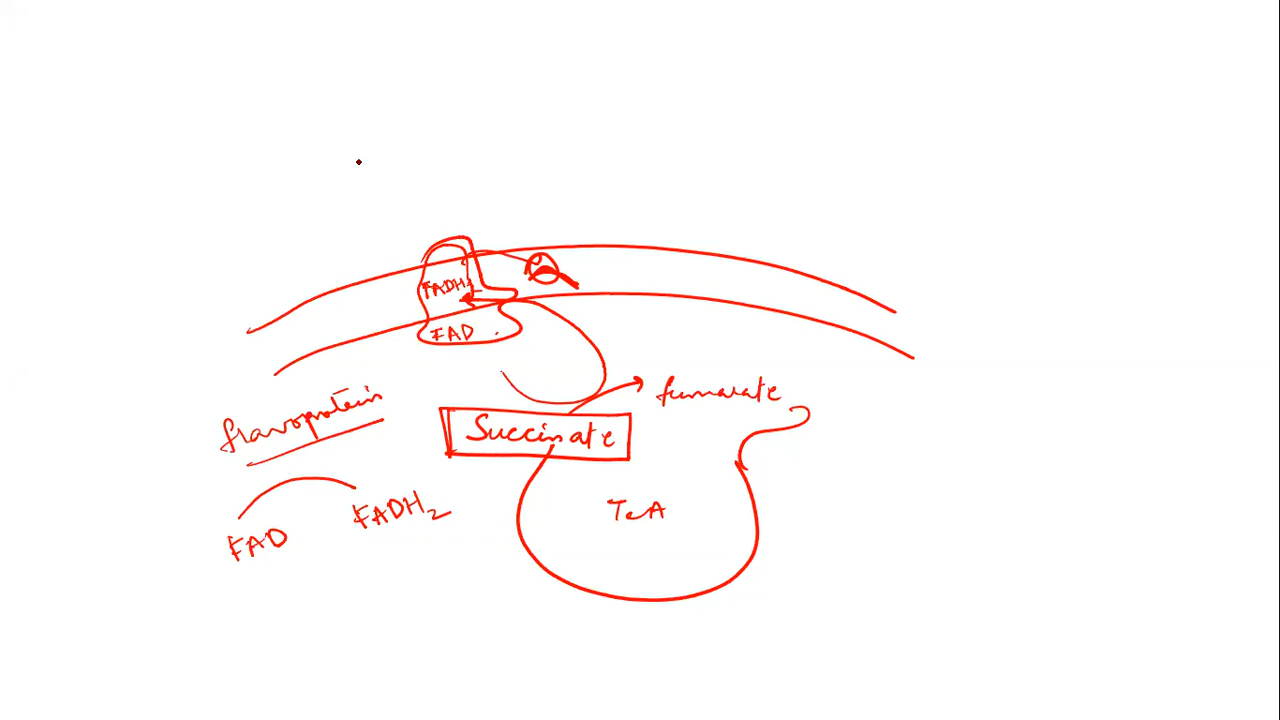 FADH2
FAD
fumarate
flavoprotein
Succinate
FADH2
TCA
FAD